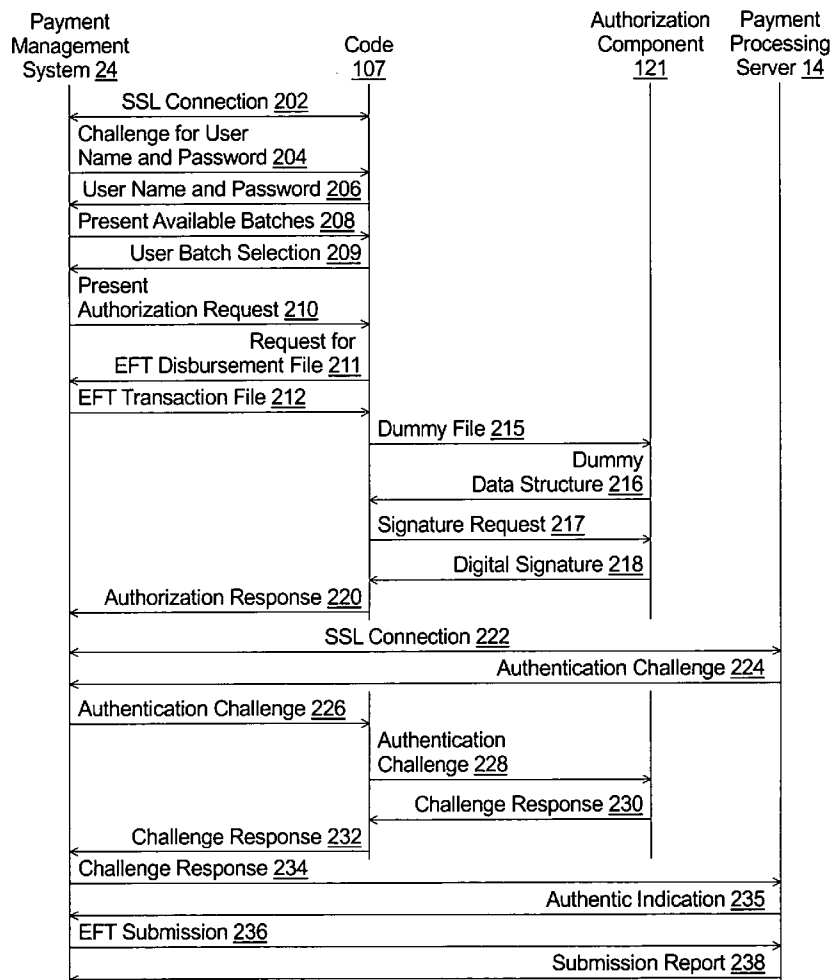 Payment
Management
System 24
Code
107
Authorization
Component
121
Payment
Processing
Server 14
SSL Connection 202
Challenge for User
Name and Password 204
User Name and Password 206
Present Available Batches 208
User Batch Selection 209
Present
Authorization Request 210
Request for
EFT Disbursement File 211
EFT Transaction File 212
Dummy File 215
Dummy
Data Structure 216
Signature Request 217
Digital Signature 218
Authorization Response 220
SSL Connection 222
Authentication Challenge 224
Authentication Challenge 226
Authentication
Challenge 228
Challenge Response 230
Challenge Response 232
Challenge Response 234
Authentic Indication 235
EFT Submission 236
Submission Report 238